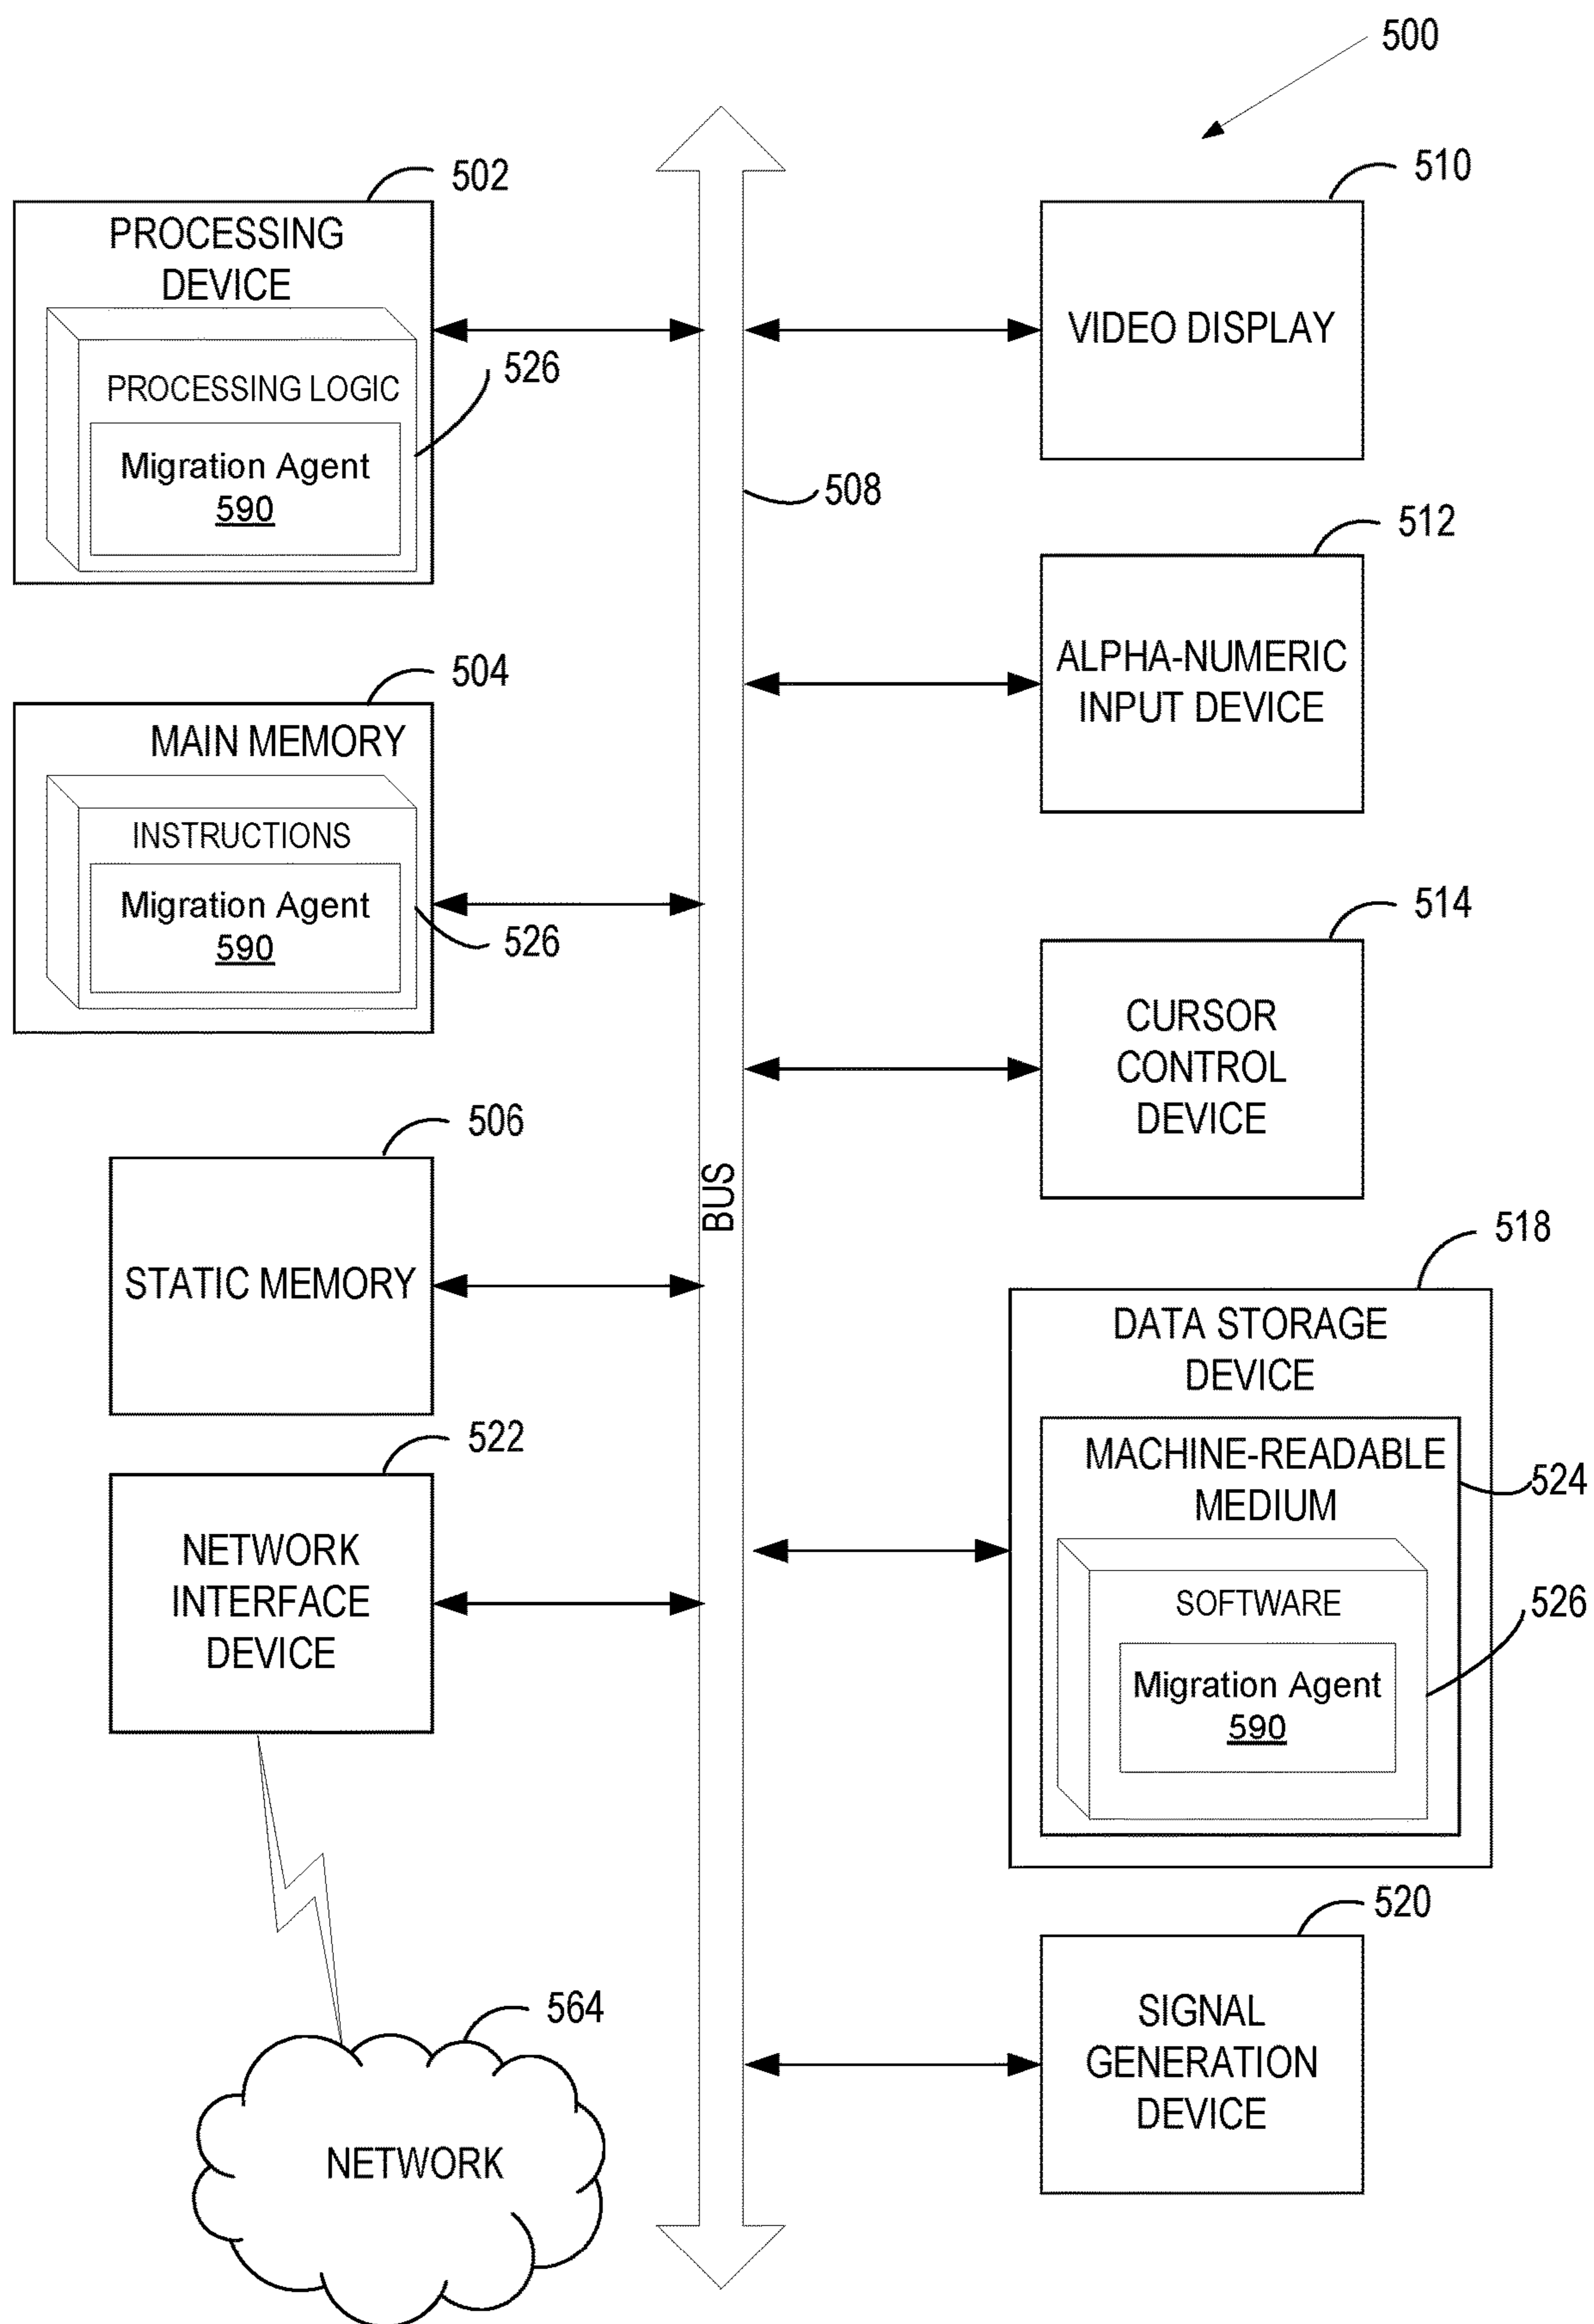 500
502
PROCESSING
DEVICE
PROCESSING LOGIC
526
Migration Agent
590
504
MAIN MEMORY
INSTRUCTIONS
Migration Agent
590
526
506
STATIC MEMORY
522
NETWORK
INTERFACE
DEVICE
564
NETWORK
508
BUS
510
VIDEO DISPLAY
512
ALPHA-NUMERIC
INPUT DEVICE
514
CURSOR
CONTROL
DEVICE
518
DATA STORAGE
DEVICE
MACHINE-READABLE
MEDIUM
524
SOFTWARE
526
Migration Agent
590
520
SIGNAL
GENERATION
DEVICE